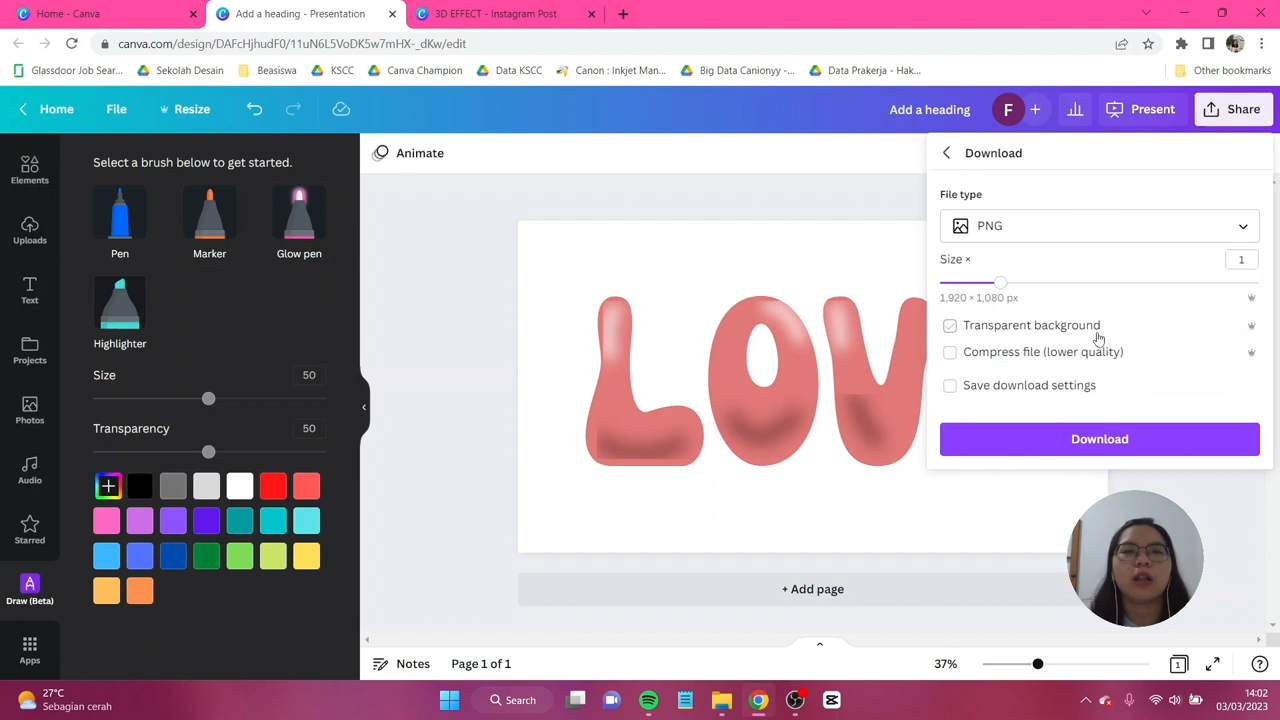 Home - Canva
Add a heading - Presentation
3D EFFECT - Instagram Post
canva.com/design/DAFcHjhudF0/11uN6L5VoDK5w7mHX-_dKw/edit
Glassdoor Job Sear...
Sekolah Desain
Beasiswa
KSCC
Canva Champion
Data KSCC
Canon : Inkjet Man...
Big Data Canionyy -...
Data Prakerja - Hak...
Other bookmarks
Home
File
Resize
Add a heading
F
Present
Share
Elements
Uploads
Text
Projects
Photos
Audio
Starred
Draw (Beta)
Apps
Select a brush below to get started.
Pen
Marker
Glow pen
Highlighter
Size
50
Transparency
50
Animate
LOV
+ Add page
Download
File type
PNG
Size ×
1
1,920 × 1,080 px
Transparent background
Compress file (lower quality)
Save download settings
Download
Notes
Page 1 of 1
37%
1
27°C
Sebagian cerah
Search
14:02
03/03/2023